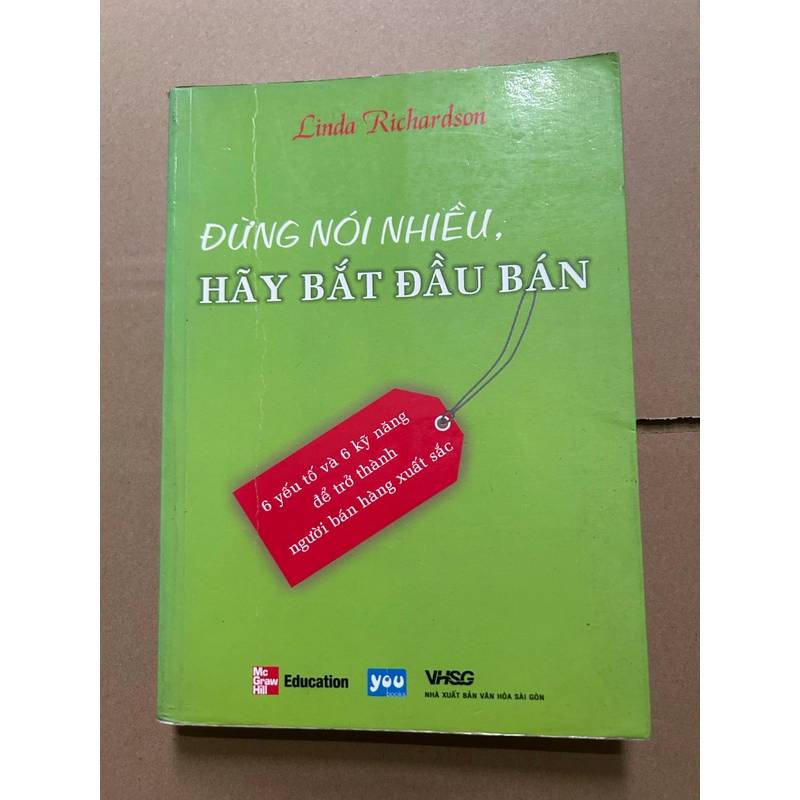 Linda Richardson
ĐỪNG NÓI NHIỀU,
HÃY BẮT ĐẦU BÁN
6 yếu tố và 6 kỹ năng
để trở thành
người bán hàng xuất sắc
Mc
Graw
Hill
Education
you
books
VHSG
NHÀ XUẤT BẢN VĂN HÓA SÀI GÒN